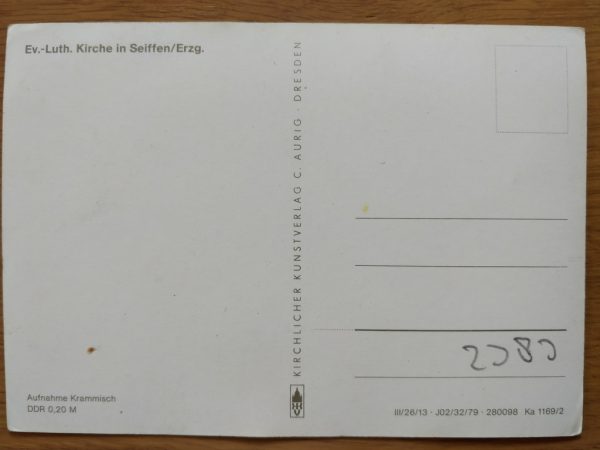 Ev.-Luth. Kirche in Seiffen/Erzg.
KIRCHLICHER KUNSTVERLAG C. AURIG · DRESDEN
Aufnahme Krammisch
DDR 0,20 M
III/26/13 · J02/32/79 · 280098 Ka 1169/2